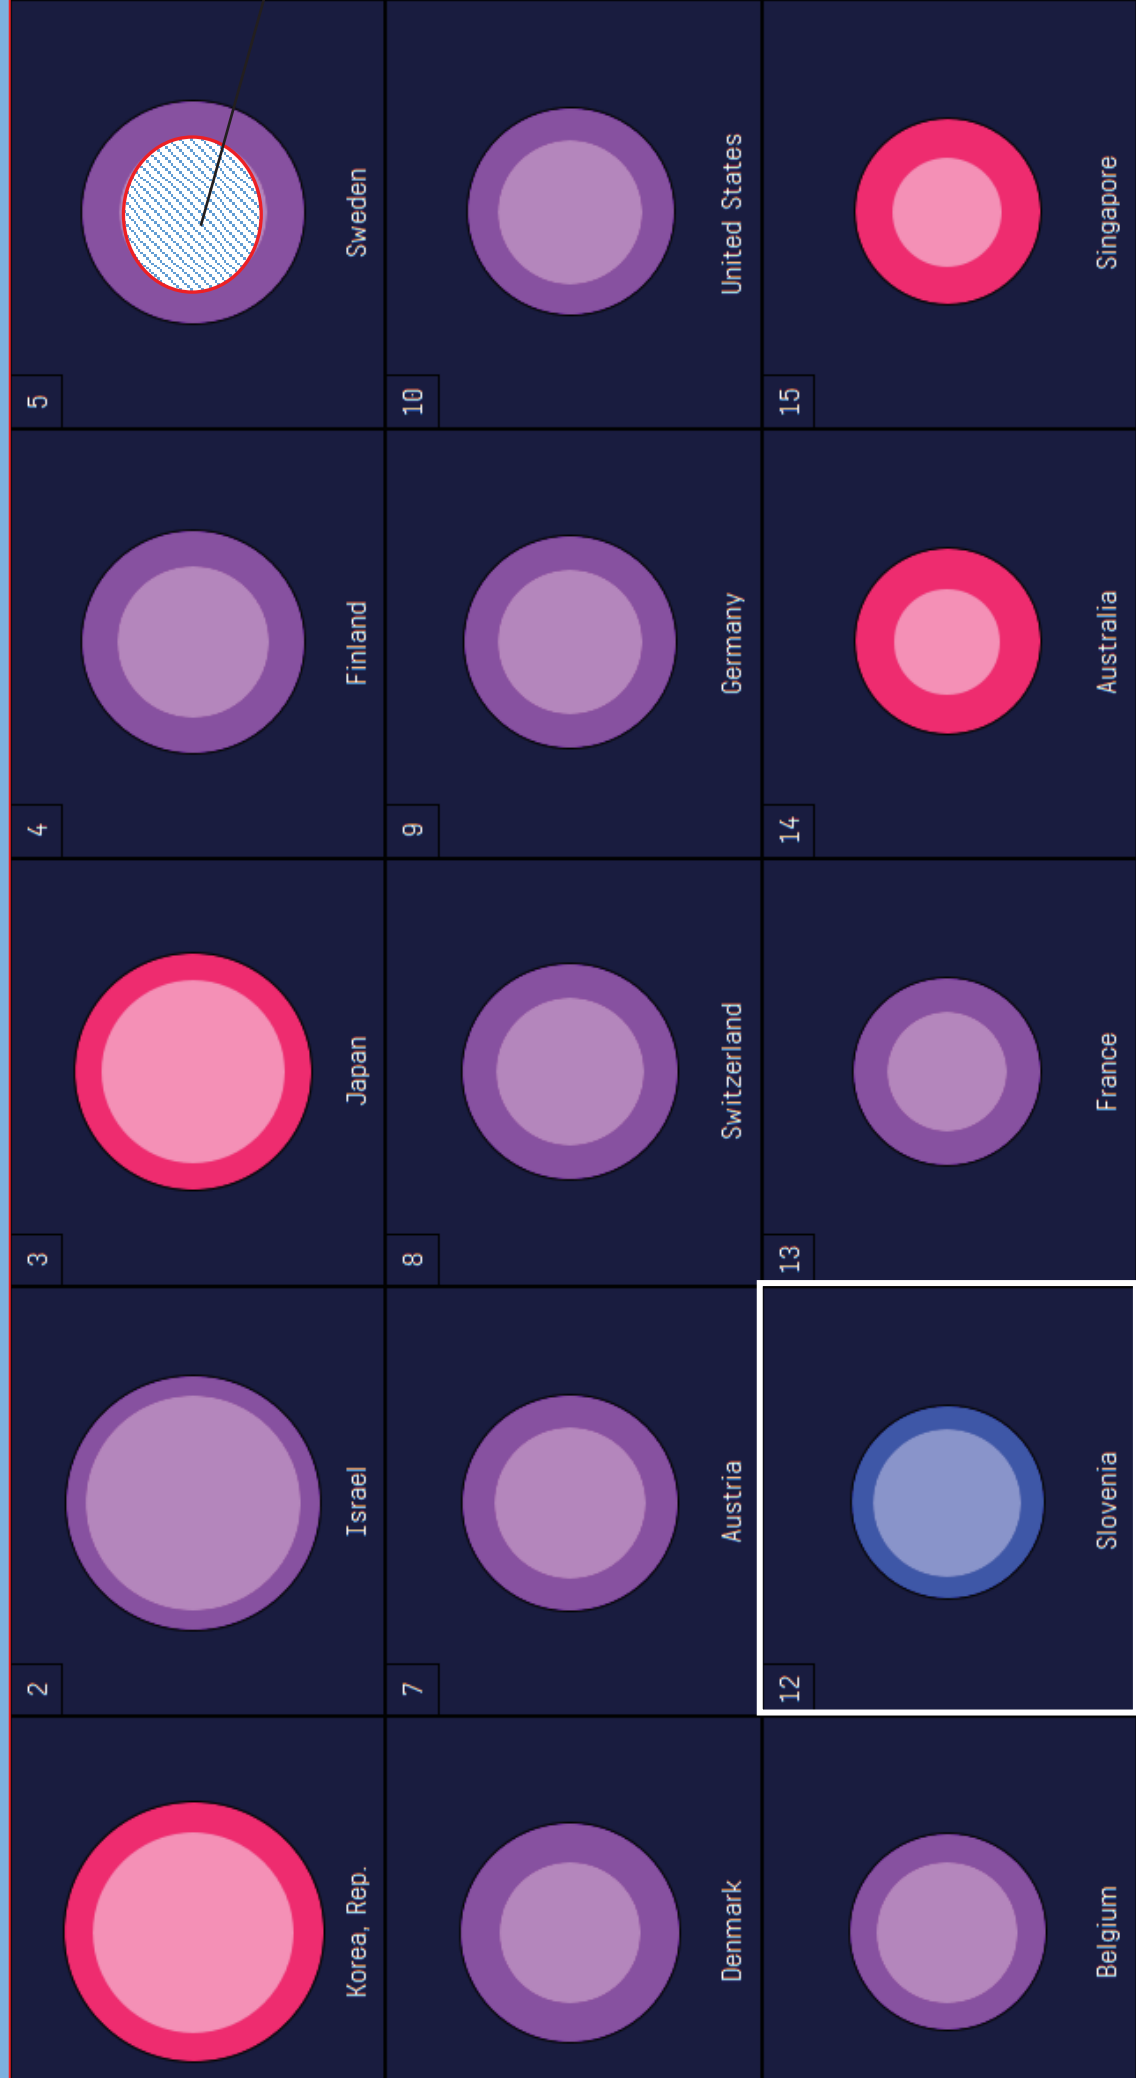 Korea, Rep.
2
Israel
3
Japan
4
Finland
5
Sweden
Denmark
7
Austria
8
Switzerland
9
Germany
10
United States
Belgium
12
Slovenia
13
France
14
Australia
15
Singapore